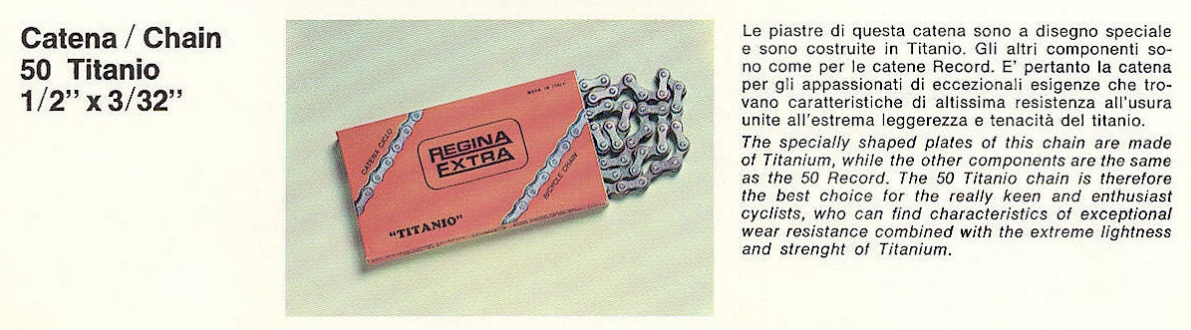 Catena / Chain
50 Titanio
1/2" x 3/32"
MADE IN ITALY
CATENA CICLO
REGINA
EXTRA
BICYCLE CHAIN
"TITANIO"
Le piastre di questa catena sono a disegno speciale
e sono costruite in Titanio. Gli altri componenti so-
no come per le catene Record. E' pertanto la catena
per gli appassionati di eccezionali esigenze che tro-
vano caratteristiche di altissima resistenza all'usura
unite all'estrema leggerezza e tenacità del titanio.
The specially shaped plates of this chain are made
of Titanium, while the other components are the same
as the 50 Record. The 50 Titanio chain is therefore
the best choice for the really keen and enthusiast
cyclists, who can find characteristics of exceptional
wear resistance combined with the extreme lightness
and strenght of Titanium.